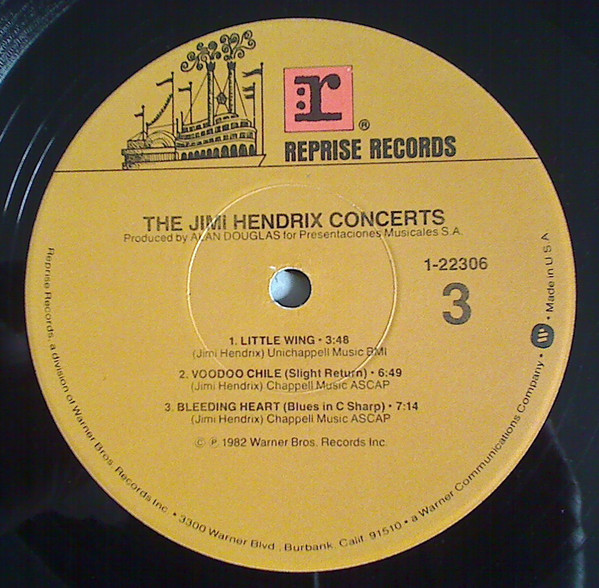 r ®
REPRISE RECORDS
THE JIMI HENDRIX CONCERTS
Produced by ALAN DOUGLAS for Presentaciones Musicales S.A.
1-22306
3
1. LITTLE WING • 3:48
(Jimi Hendrix) Unichappell Music BMI
2. VOODOO CHILE (Slight Return) • 6:49
(Jimi Hendrix) Chappell Music ASCAP
3. BLEEDING HEART (Blues in C Sharp) • 7:14
(Jimi Hendrix) Chappell Music ASCAP
© ℗ 1982 Warner Bros. Records Inc.
Reprise Records, a division of Warner Bros. Records Inc. • 3300 Warner Blvd., Burbank, Calif. 91510 • a Warner Communications Company • W • Made in U.S.A.